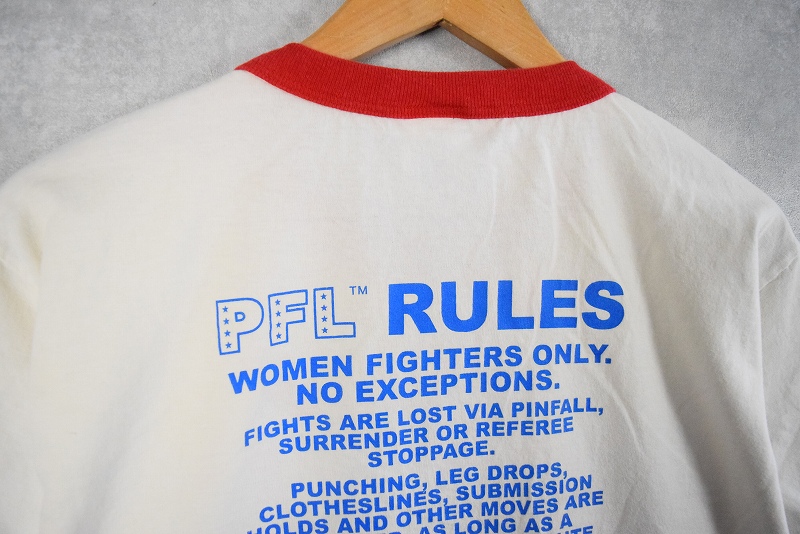 PFL™ RULES
WOMEN FIGHTERS ONLY.
NO EXCEPTIONS.
FIGHTS ARE LOST VIA PINFALL,
SURRENDER OR REFEREE
STOPPAGE.
PUNCHING, LEG DROPS,
CLOTHESLINES, SUBMISSION
HOLDS AND OTHER MOVES ARE
AS LONG AS A